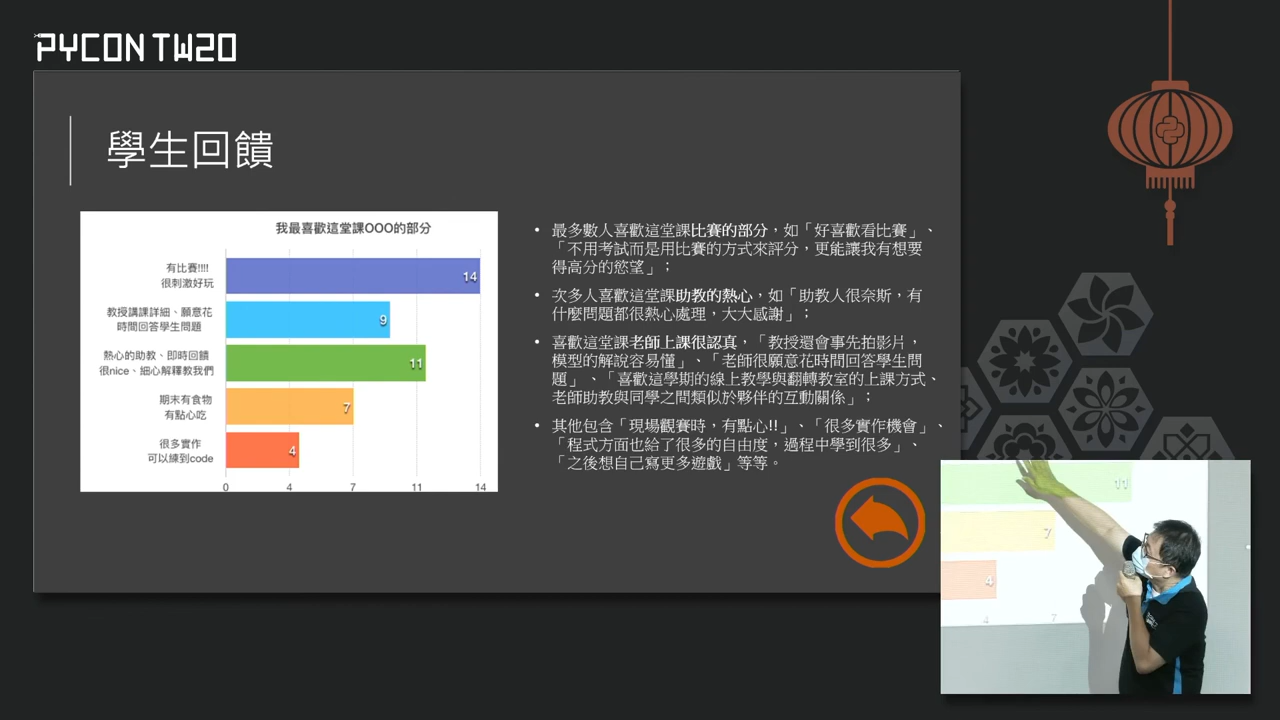 PYCON TW20
學生回饋
我最喜歡這堂課OOO的部分
有比賽!!!!
很刺激好玩
14
教授講課詳細、願意花
時間回答學生問題
9
熱心的助教、即時回饋
很nice、細心解釋教我們
11
期末有食物
有點心吃
7
很多實作
可以練到code
4
0 4 7 11 14
• 最多數人喜歡這堂課比賽的部分，如「好喜歡看比賽」、
「不用考試而是用比賽的方式來評分，更能讓我有想要
得高分的慾望」；
• 次多人喜歡這堂課助教的熱心，如「助教人很奈斯，有
什麼問題都很熱心處理，大大感謝」；
• 喜歡這堂課老師上課很認真，「教授還會事先拍影片，
模型的解說容易懂」、「老師很願意花時間回答學生問
題」、「喜歡這學期的線上教學與翻轉教室的上課方式、
老師助教與同學之間類似於夥伴的互動關係」；
• 其他包含「現場觀賽時，有點心!!」、「很多實作機會」、
「程式方面也給了很多的自由度，過程中學到很多」、
「之後想自己寫更多遊戲」等等。
11
7
4
4 7